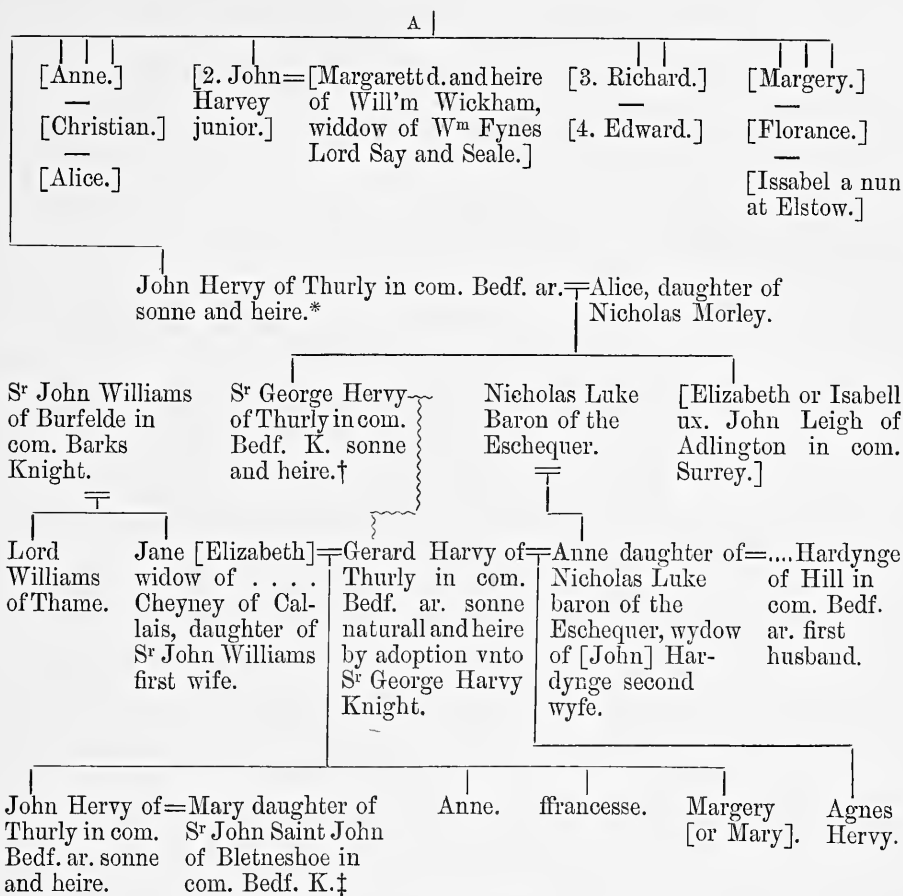 A
[Anne.]
—
[Christian.]
—
[Alice.]
[2. John=
Harvey
junior.]
[Margarett d. and heire
of Will'm Wickham,
widdow of Wᵐ Fynes
Lord Say and Seale.]
[3. Richard.]
—
[4. Edward.]
[Margery.]
—
[Florance.]
—
[Issabel a nun
at Elstow.]
John Hervy of Thurly in com. Bedf. ar.=
sonne and heire.*
Alice, daughter of
Nicholas Morley.
Sʳ John Williams
of Burfelde in
com. Barks
Knight.
Sʳ George Hervy
of Thurly in com.
Bedf. K. sonne
and heire.†
Nicholas Luke
Baron of the
Eschequer.
[Elizabeth or Isabell
ux. John Leigh of
Adlington in com.
Surrey.]
Lord
Williams
of Thame.
Jane [Elizabeth]=
widow of . . . .
Cheyney of Cal-
lais, daughter of
Sʳ John Williams
first wife.
Gerard Harvy of=
Thurly in com.
Bedf. ar. sonne
naturall and heire
by adoption vnto
Sʳ George Harvy
Knight.
Anne daughter of=
Nicholas Luke
baron of the
Eschequer, wydow
of [John] Har-
dynge second
wyfe.
....Hardynge
of Hill in
com. Bedf.
ar. first
husband.
John Hervy of=
Thurly in com.
Bedf. ar. sonne
and heire.
Mary daughter of
Sʳ John Saint John
of Bletneshoe in
com. Bedf. K.‡
Anne.
ffrancesse.
Margery
[or Mary].
Agnes
Hervy.